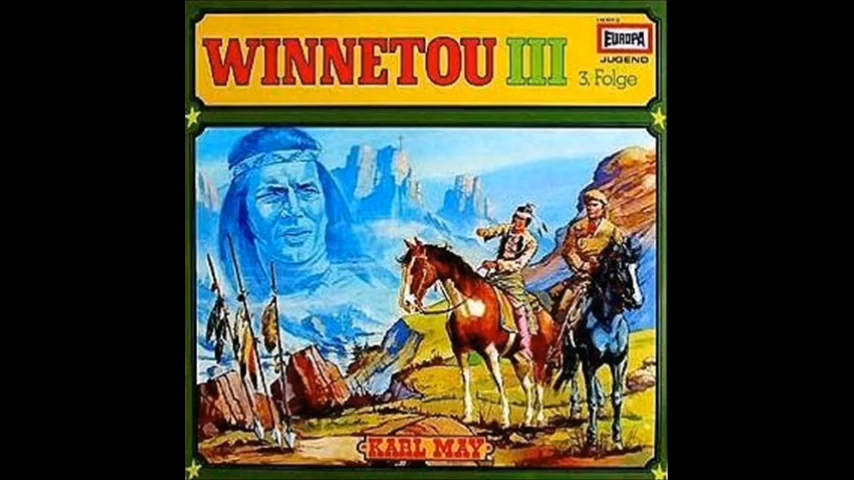 WINNETOU III
EUROPA
JUGEND
3. Folge
KARL MAY